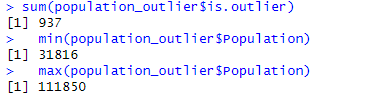 > sum(population_outlier$is.outlier)
[1] 937
>   min(population_outlier$Population)
[1] 31816
>   max(population_outlier$Population)
[1] 111850